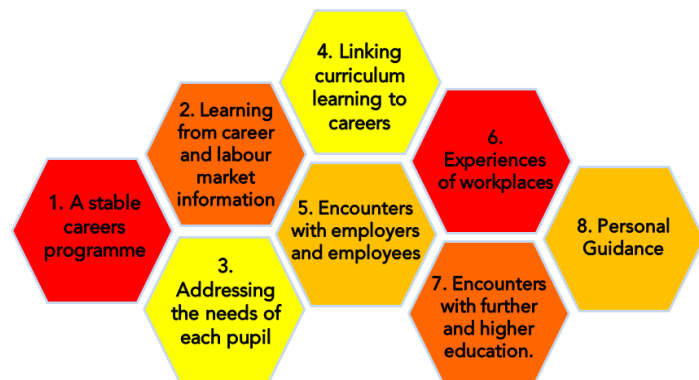 1. A stable
careers
programme
2. Learning
from career
and labour
market
information
3.
Addressing
the needs of
each pupil
4. Linking
curriculum
learning to
careers
5. Encounters
with employers
and employees
6.
Experiences
of workplaces
7. Encounters
with further
and higher
education.
8. Personal
Guidance